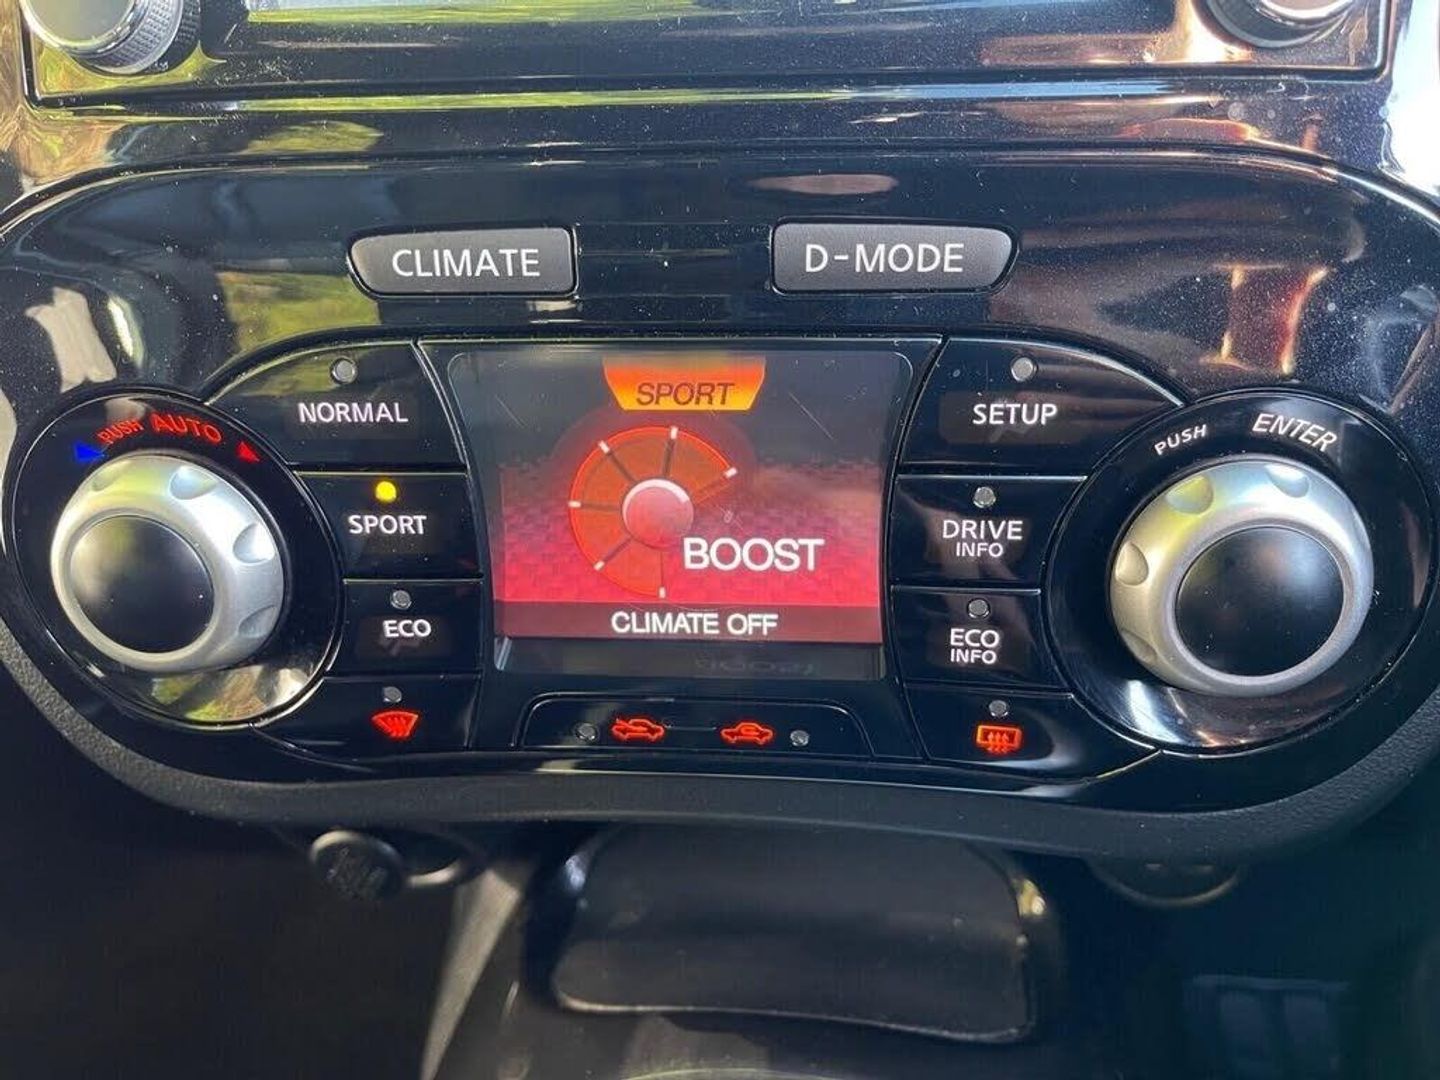 CLIMATE
D-MODE
PUSH AUTO
NORMAL
SPORT
ECO
SPORT
BOOST
CLIMATE OFF
SETUP
DRIVE
INFO
ECO
INFO
PUSH ENTER